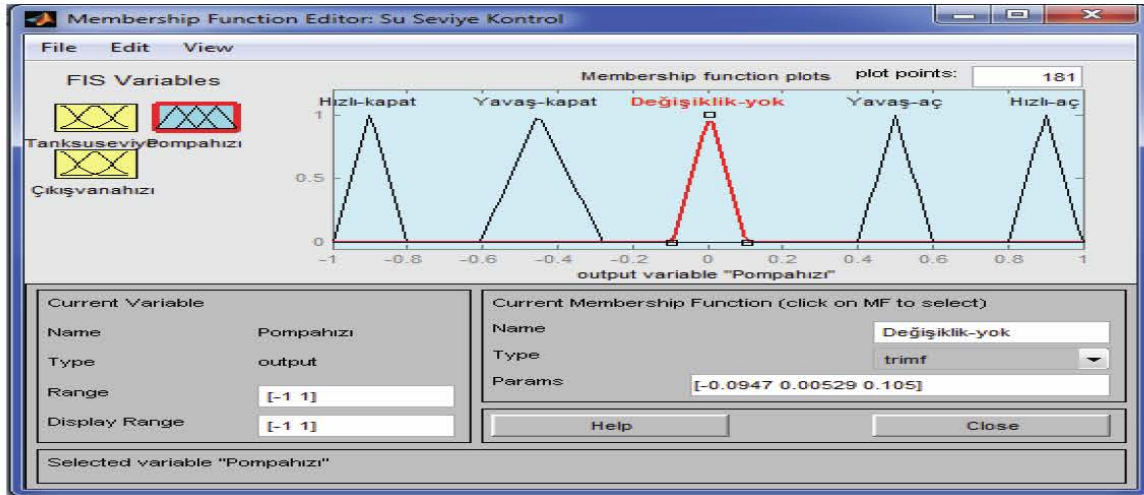 Membership Function Editor: Su Seviye Kontrol
File Edit View
FIS Variables
Membership function plots plot points: 181
Tanksuseviye
Pompahızı
Çıkışvanahızı
Hızlı-kapat Yavaş-kapat Değişiklik-yok Yavaş-aç Hızlı-aç
1
0.5
0
-1 -0.8 -0.6 -0.4 -0.2 0 0.2 0.4 0.6 0.8 1
output variable "Pompahızı"
Current Variable
Name Pompahızı
Type output
Range [-1 1]
Display Range [-1 1]
Current Membership Function (click on MF to select)
Name Değişiklik-yok
Type trimf
Params [-0.0947 0.00529 0.105]
Help Close
Selected variable "Pompahızı"